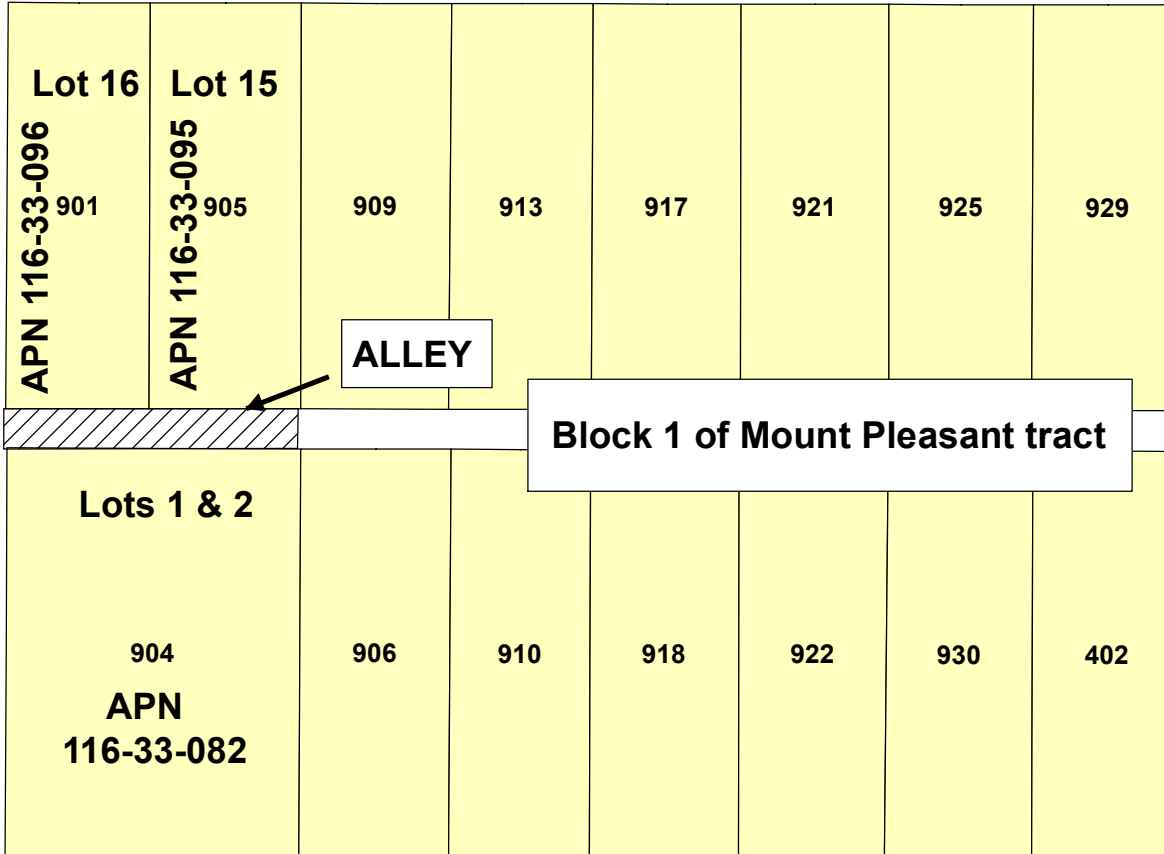 Lot 16
Lot 15
APN 116-33-096
APN 116-33-095
901
905
909
913
917
921
925
929
ALLEY
Block 1 of Mount Pleasant tract
Lots 1 & 2
904
906
910
918
922
930
402
APN
116-33-082